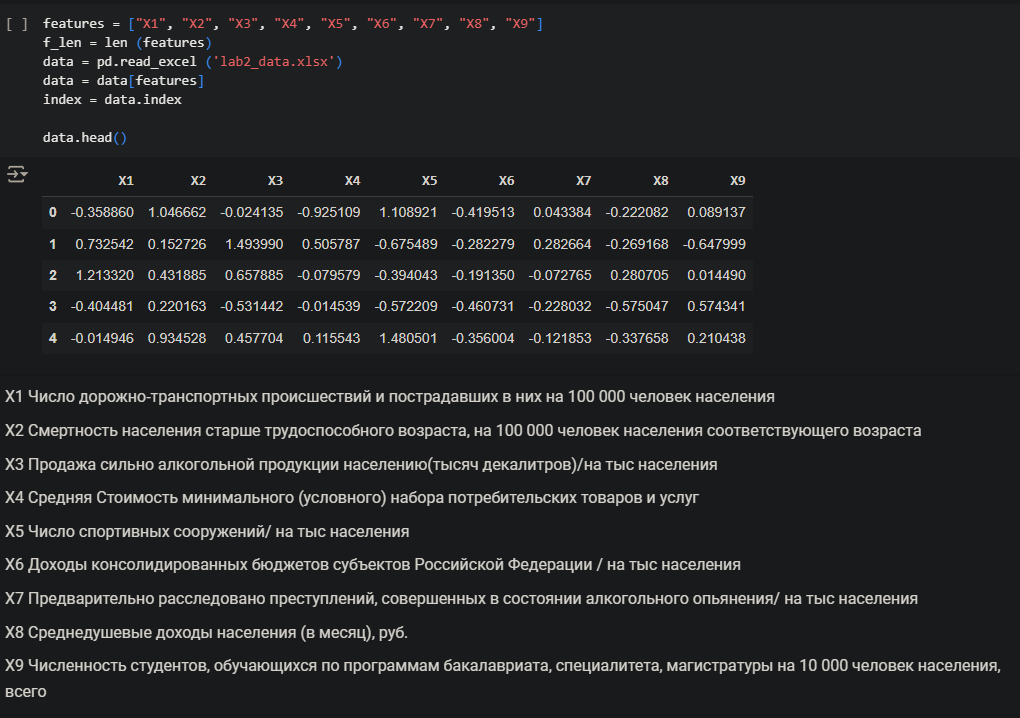 [ ] features = ["X1", "X2", "X3", "X4", "X5", "X6", "X7", "X8", "X9"]
f_len = len (features)
data = pd.read_excel ('lab2_data.xlsx')
data = data[features]
index = data.index
data.head()
X1 X2 X3 X4 X5 X6 X7 X8 X9
0 -0.358860 1.046662 -0.024135 -0.925109 1.108921 -0.419513 0.043384 -0.222082 0.089137
1 0.732542 0.152726 1.493990 0.505787 -0.675489 -0.282279 0.282664 -0.269168 -0.647999
2 1.213320 0.431885 0.657885 -0.079579 -0.394043 -0.191350 -0.072765 0.280705 0.014490
3 -0.404481 0.220163 -0.531442 -0.014539 -0.572209 -0.460731 -0.228032 -0.575047 0.574341
4 -0.014946 0.934528 0.457704 0.115543 1.480501 -0.356004 -0.121853 -0.337658 0.210438
X1 Число дорожно-транспортных происшествий и пострадавших в них на 100 000 человек населения
X2 Смертность населения старше трудоспособного возраста, на 100 000 человек населения соответствующего возраста
X3 Продажа сильно алкогольной продукции населению(тысяч декалитров)/на тыс населения
X4 Средняя Стоимость минимального (условного) набора потребительских товаров и услуг
X5 Число спортивных сооружений/ на тыс населения
X6 Доходы консолидированных бюджетов субъектов Российской Федерации / на тыс населения
X7 Предварительно расследовано преступлений, совершенных в состоянии алкогольного опьянения/ на тыс населения
X8 Среднедушевые доходы населения (в месяц), руб.
X9 Численность студентов, обучающихся по программам бакалавриата, специалитета, магистратуры на 10 000 человек населения,
всего